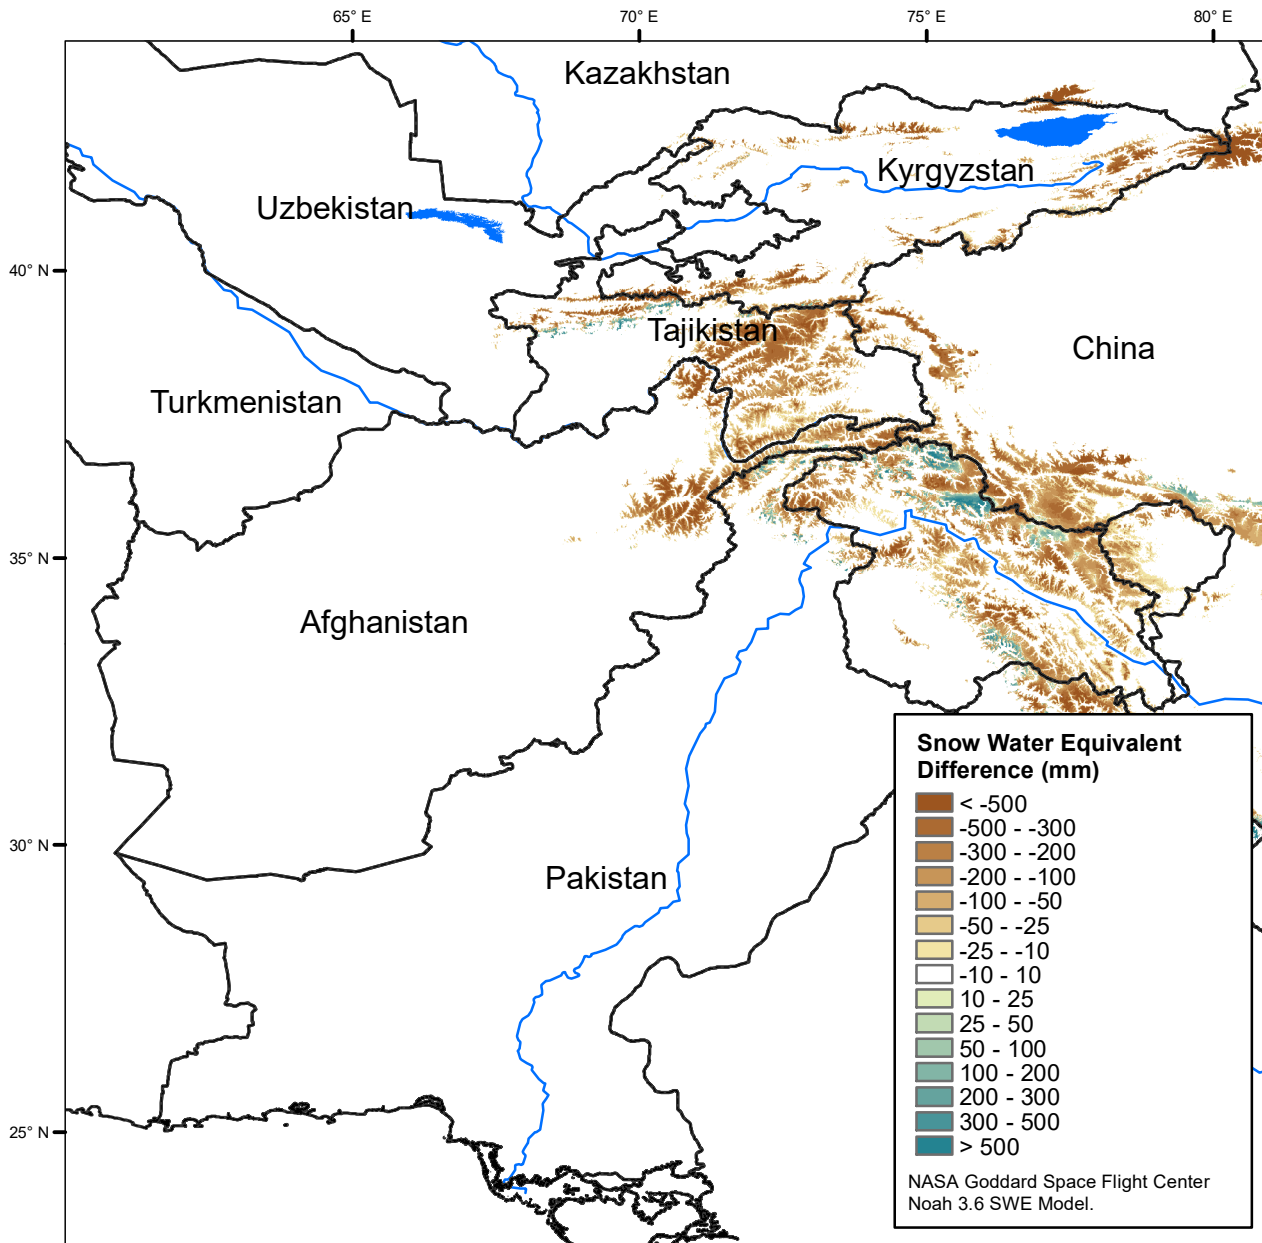 65° E
70° E
75° E
80° E
Kazakhstan
Kyrgyzstan
Uzbekistan
40° N
Tajikistan
China
Turkmenistan
35° N
Afghanistan
30° N
Pakistan
25° N
Snow Water Equivalent
Difference (mm)
< -500
-500 - -300
-300 - -200
-200 - -100
-100 - -50
-50 - -25
-25 - -10
-10 - 10
10 - 25
25 - 50
50 - 100
100 - 200
200 - 300
300 - 500
> 500
NASA Goddard Space Flight Center
Noah 3.6 SWE Model.